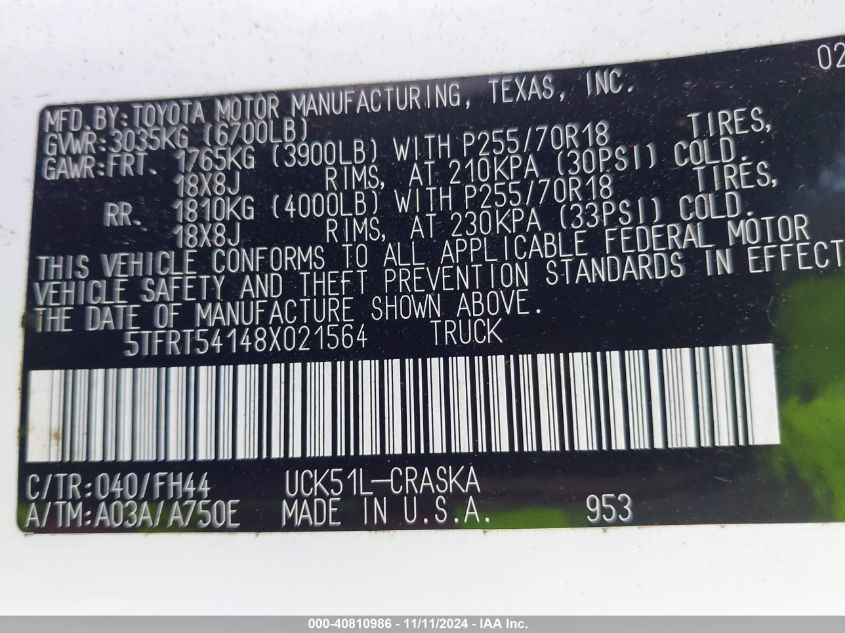 02
MFD. BY: TOYOTA MOTOR MANUFACTURING, TEXAS, INC.
GVWR: 3035KG (6700LB)
GAWR: FRT. 1765KG (3900LB) WITH P255/70R18 TIRES,
18X8J RIMS, AT 210KPA (30PSI) COLD.
RR. 1810KG (4000LB) WITH P255/70R18 TIRES,
18X8J RIMS, AT 230KPA (33PSI) COLD.
THIS VEHICLE CONFORMS TO ALL APPLICABLE FEDERAL MOTOR
VEHICLE SAFETY AND THEFT PREVENTION STANDARDS IN EFFECT
THE DATE OF MANUFACTURE SHOWN ABOVE.
5TFRT54148X021564 TRUCK
C/TR: 040/FH44 UCK51L-CRASKA
A/TM: A03A/A750E MADE IN U.S.A. 953
000-40810986 - 11/11/2024 - IAA Inc.